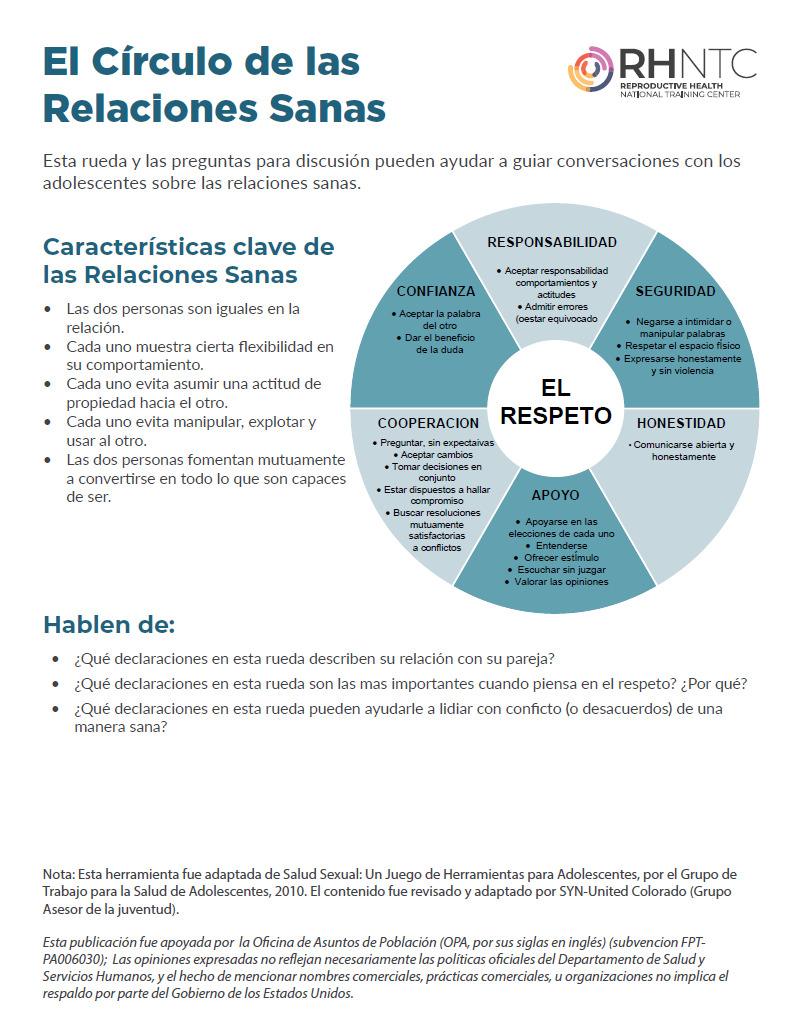 El Círculo de las
Relaciones Sanas
RHNTC
REPRODUCTIVE HEALTH
NATIONAL TRAINING CENTER
Esta rueda y las preguntas para discusión pueden ayudar a guiar conversaciones con los
adolescentes sobre las relaciones sanas.
Características clave de
las Relaciones Sanas
• Las dos personas son iguales en la
relación.
• Cada uno muestra cierta flexibilidad en
su comportamiento.
• Cada uno evita asumir una actitud de
propiedad hacia el otro.
• Cada uno evita manipular, explotar y
usar al otro.
• Las dos personas fomentan mutuamente
a convertirse en todo lo que son capaces
de ser.
RESPONSABILIDAD
• Aceptar responsabilidad
comportamientos y
actitudes
• Admitir errores
(oestar equivocado
CONFIANZA
• Aceptar la palabra
del otro
• Dar el beneficio
de la duda
SEGURIDAD
• Negarse a intimidar o
manipular palabras
• Respetar el espacio físico
• Expresarse honestamente
y sin violencia
EL
RESPETO
COOPERACION
• Preguntar, sin expectaivas
• Aceptar cambios
• Tomar decisiones en
conjunto
• Estar dispuestos a hallar
compromiso
• Buscar resoluciones
mutuamente
satisfactorias
a conflictos
HONESTIDAD
• Comunicarse abierta y
honestamente
APOYO
• Apoyarse en las
elecciones de cada uno
• Entenderse
• Ofrecer estímulo
• Escuchar sin juzgar
• Valorar las opiniones
Hablen de:
• ¿Qué declaraciones en esta rueda describen su relación con su pareja?
• ¿Qué declaraciones en esta rueda son las mas importantes cuando piensa en el respeto? ¿Por qué?
• ¿Qué declaraciones en esta rueda pueden ayudarle a lidiar con conficto (o desacuerdos) de una
manera sana?
Nota: Esta herramienta fue adaptada de Salud Sexual: Un Juego de Herramientas para Adolescentes, por el Grupo de
Trabajo para la Salud de Adolescentes, 2010. El contenido fue revisado y adaptado por SYN-United Colorado (Grupo
Asesor de la juventud).
Esta publicación fue apoyada por la Oficina de Asuntos de Población (OPA, por sus siglas en inglés) (subvencion FPT-
PA006030); Las opiniones expresadas no reflejan necesariamente las políticas oficiales del Departamento de Salud y
Servicios Humanos, y el hecho de mencionar nombres comerciales, prácticas comerciales, u organizaciones no implica el
respaldo por parte del Gobierno de los Estados Unidos.